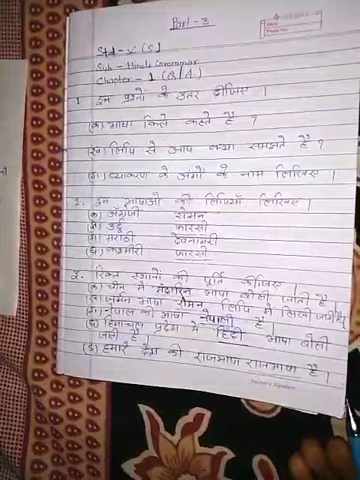 Part - 3
Std - V (S)
Sub - Hindi Grammar
Chapter - 1 (Q/A)
1. इन प्रश्नों के उत्तर दीजिए ।
(क) भाषा किसे कहते है ?
(ख) लिपि से आप क्या समझते है ?
(ग) व्याकरण के अंगों के नाम लिखिए ।
2. इन भाषाओं की लिपियाँ लिखिए ।
(क) अंग्रेजी रोमन
(ख) उर्दू फारसी
(ग) मराठी देवनागरी
(घ) कश्मीरी फारसी
2. रिक्त स्थानों की पूर्ति कीजिए ।
(क) चीन में मंदारिन भाषा बोली जाती है
(ख) जर्मन भाषा रोमन लिपि में लिखी जाती है।
(ग) नेपाल की भाषा नेपाली है ।
(घ) हिमाचल प्रदेश में हिंदी भाषा बोली
जाती है ।
(ङ) हमारे देश की राजभाषा राजभाषा है ।